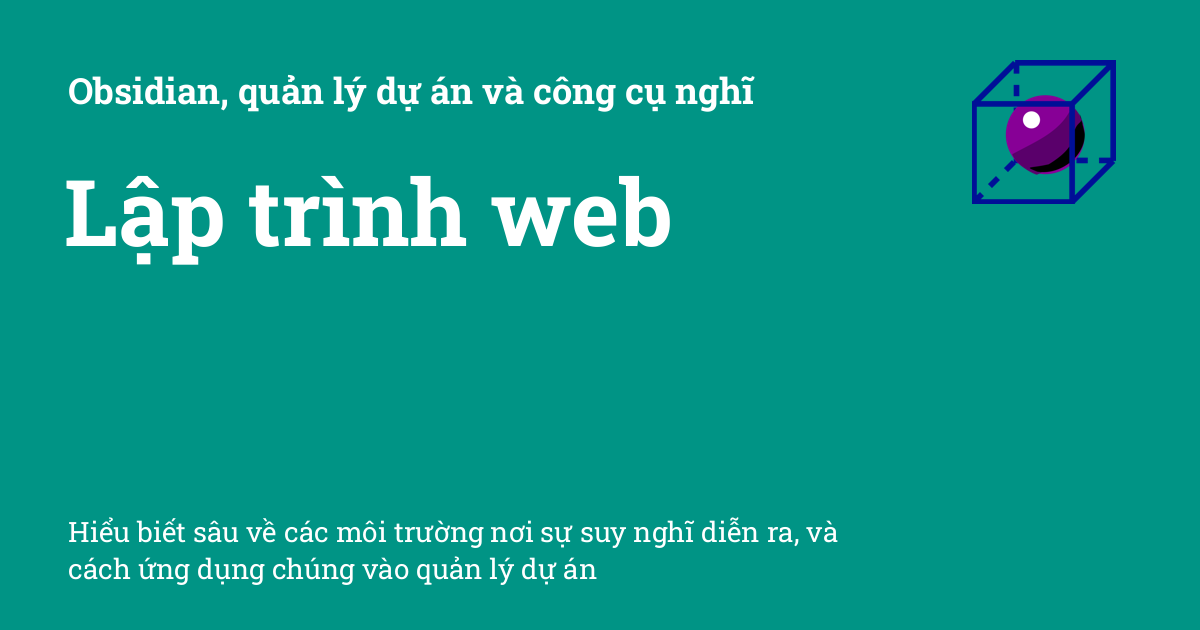 Obsidian, quản lý dự án và công cụ nghĩ
Lập trình web
Hiểu biết sâu về các môi trường nơi sự suy nghĩ diễn ra, và
cách ứng dụng chúng vào quản lý dự án